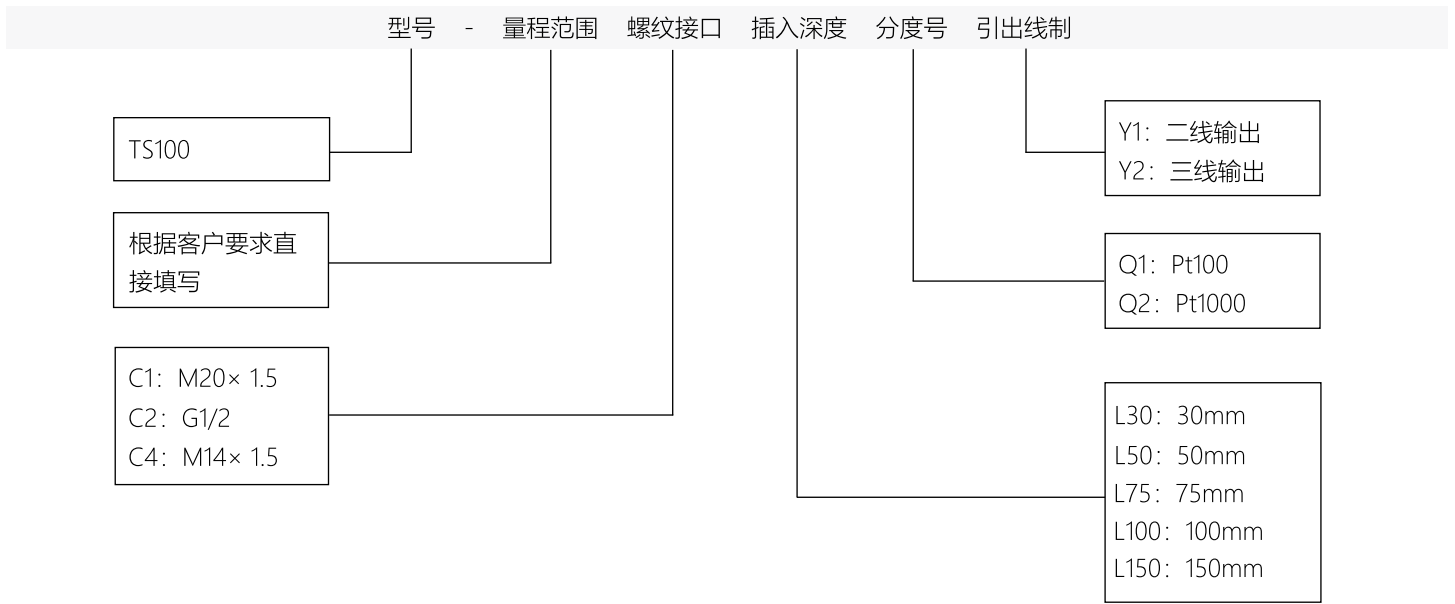 型号 - 量程范围 螺纹接口 插入深度 分度号 引出线制
TS100
根据客户要求直
接填写
C1：M20× 1.5
C2：G1/2
C4：M14× 1.5
Y1：二线输出
Y2：三线输出
Q1：Pt100
Q2：Pt1000
L30：30mm
L50：50mm
L75：75mm
L100：100mm
L150：150mm